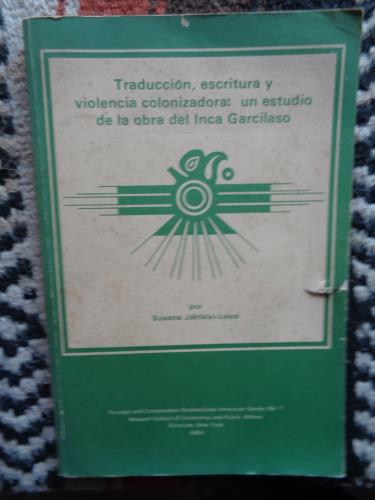 Traducción, escritura y
violencia colonizadora: un estudio
de la obra del Inca Garcilaso
por
Susana Jákfalvi-Leiva
Foreign and Comparative Studies/Latin American Series, No. 7
Maxwell School of Citizenship and Public Affairs
Syracuse, New York
1984